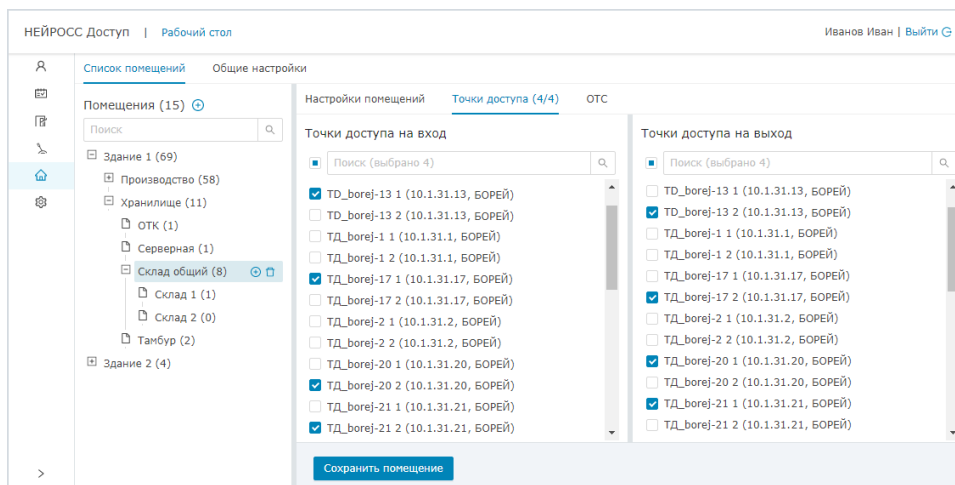 НЕЙРОСС Доступ | Рабочий стол
Иванов Иван | Выйти
Список помещений Общие настройки
Помещения (15)
Поиск
Здание 1 (69)
Производство (58)
Хранилище (11)
ОТК (1)
Серверная (1)
Склад общий (8)
Склад 1 (1)
Склад 2 (0)
Тамбур (2)
Здание 2 (4)
Настройки помещений Точки доступа (4/4) ОТС
Точки доступа на вход
Поиск (выбрано 4)
TD_borej-13 1 (10.1.31.13, БОРЕЙ)
TD_borej-13 2 (10.1.31.13, БОРЕЙ)
ТД_borej-1 1 (10.1.31.1, БОРЕЙ)
ТД_borej-1 2 (10.1.31.1, БОРЕЙ)
ТД_borej-17 1 (10.1.31.17, БОРЕЙ)
ТД_borej-17 2 (10.1.31.17, БОРЕЙ)
ТД_borej-2 1 (10.1.31.2, БОРЕЙ)
ТД_borej-2 2 (10.1.31.2, БОРЕЙ)
ТД_borej-20 1 (10.1.31.20, БОРЕЙ)
ТД_borej-20 2 (10.1.31.20, БОРЕЙ)
ТД_borej-21 1 (10.1.31.21, БОРЕЙ)
ТД_borej-21 2 (10.1.31.21, БОРЕЙ)
Точки доступа на выход
Поиск (выбрано 4)
TD_borej-13 1 (10.1.31.13, БОРЕЙ)
TD_borej-13 2 (10.1.31.13, БОРЕЙ)
ТД_borej-1 1 (10.1.31.1, БОРЕЙ)
ТД_borej-1 2 (10.1.31.1, БОРЕЙ)
ТД_borej-17 1 (10.1.31.17, БОРЕЙ)
ТД_borej-17 2 (10.1.31.17, БОРЕЙ)
ТД_borej-2 1 (10.1.31.2, БОРЕЙ)
ТД_borej-2 2 (10.1.31.2, БОРЕЙ)
ТД_borej-20 1 (10.1.31.20, БОРЕЙ)
ТД_borej-20 2 (10.1.31.20, БОРЕЙ)
ТД_borej-21 1 (10.1.31.21, БОРЕЙ)
ТД_borej-21 2 (10.1.31.21, БОРЕЙ)
Сохранить помещение